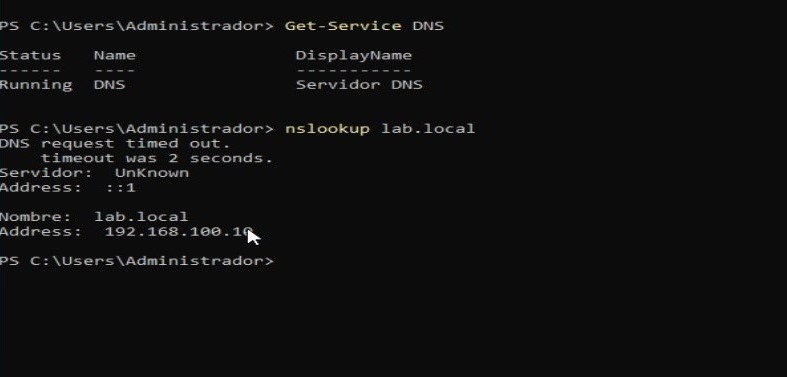 PS C:\Users\Administrador> Get-Service DNS
Status Name DisplayName
------ ---- -----------
Running DNS Servidor DNS
PS C:\Users\Administrador> nslookup lab.local
DNS request timed out.
timeout was 2 seconds.
Servidor: UnKnown
Address: ::1
Nombre: lab.local
Address: 192.168.100.10
PS C:\Users\Administrador>